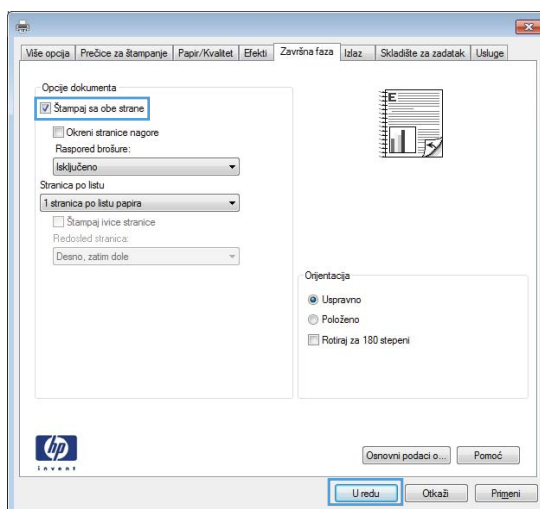 Više opcija Prečice za štampanje Papir/Kvalitet Efekti Završna faza Izlaz Skladište za zadatak Usluge
Opcije dokumenta
Štampaj sa obe strane
Okreni stranice nagore
Raspored brošure:
Isključeno
Stranica po listu
1 stranica po listu papira
Štampaj ivice stranice
Redosled stranica:
Desno, zatim dole
E
Orijentacija
Uspravno
Položeno
Rotiraj za 180 stepeni
hp
invent
Osnovni podaci o... Pomoć
U redu Otkaži Primeni